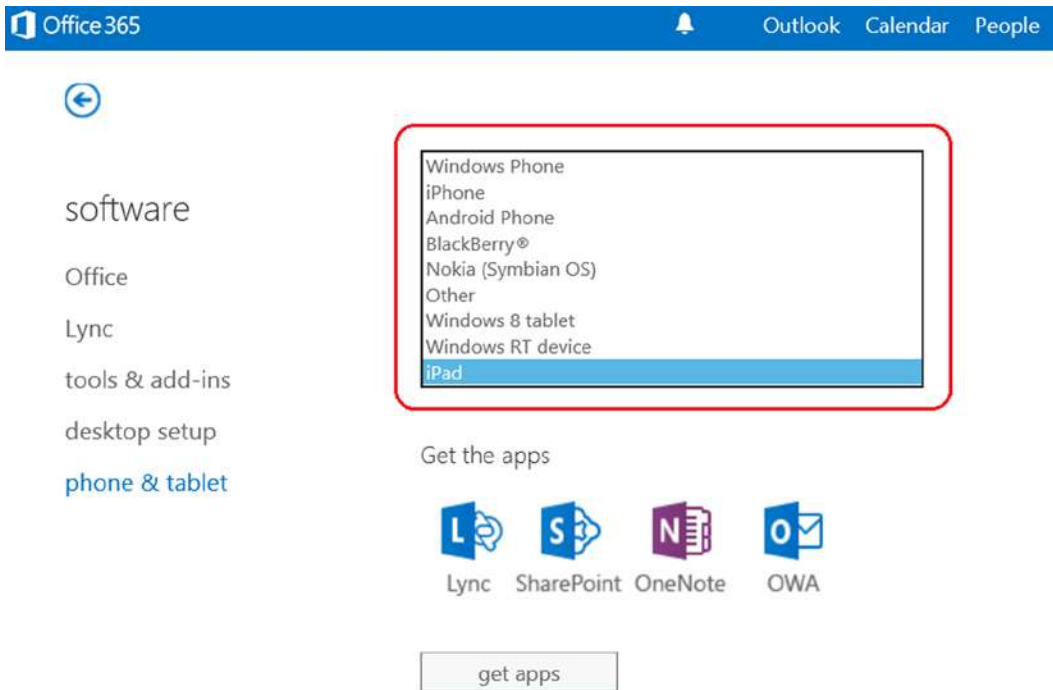 Office 365
Outlook Calendar People
software
Office
Lync
tools & add-ins
desktop setup
phone & tablet
Windows Phone
iPhone
Android Phone
BlackBerry®
Nokia (Symbian OS)
Other
Windows 8 tablet
Windows RT device
iPad
Get the apps
L S N O
Lync SharePoint OneNote OWA
get apps